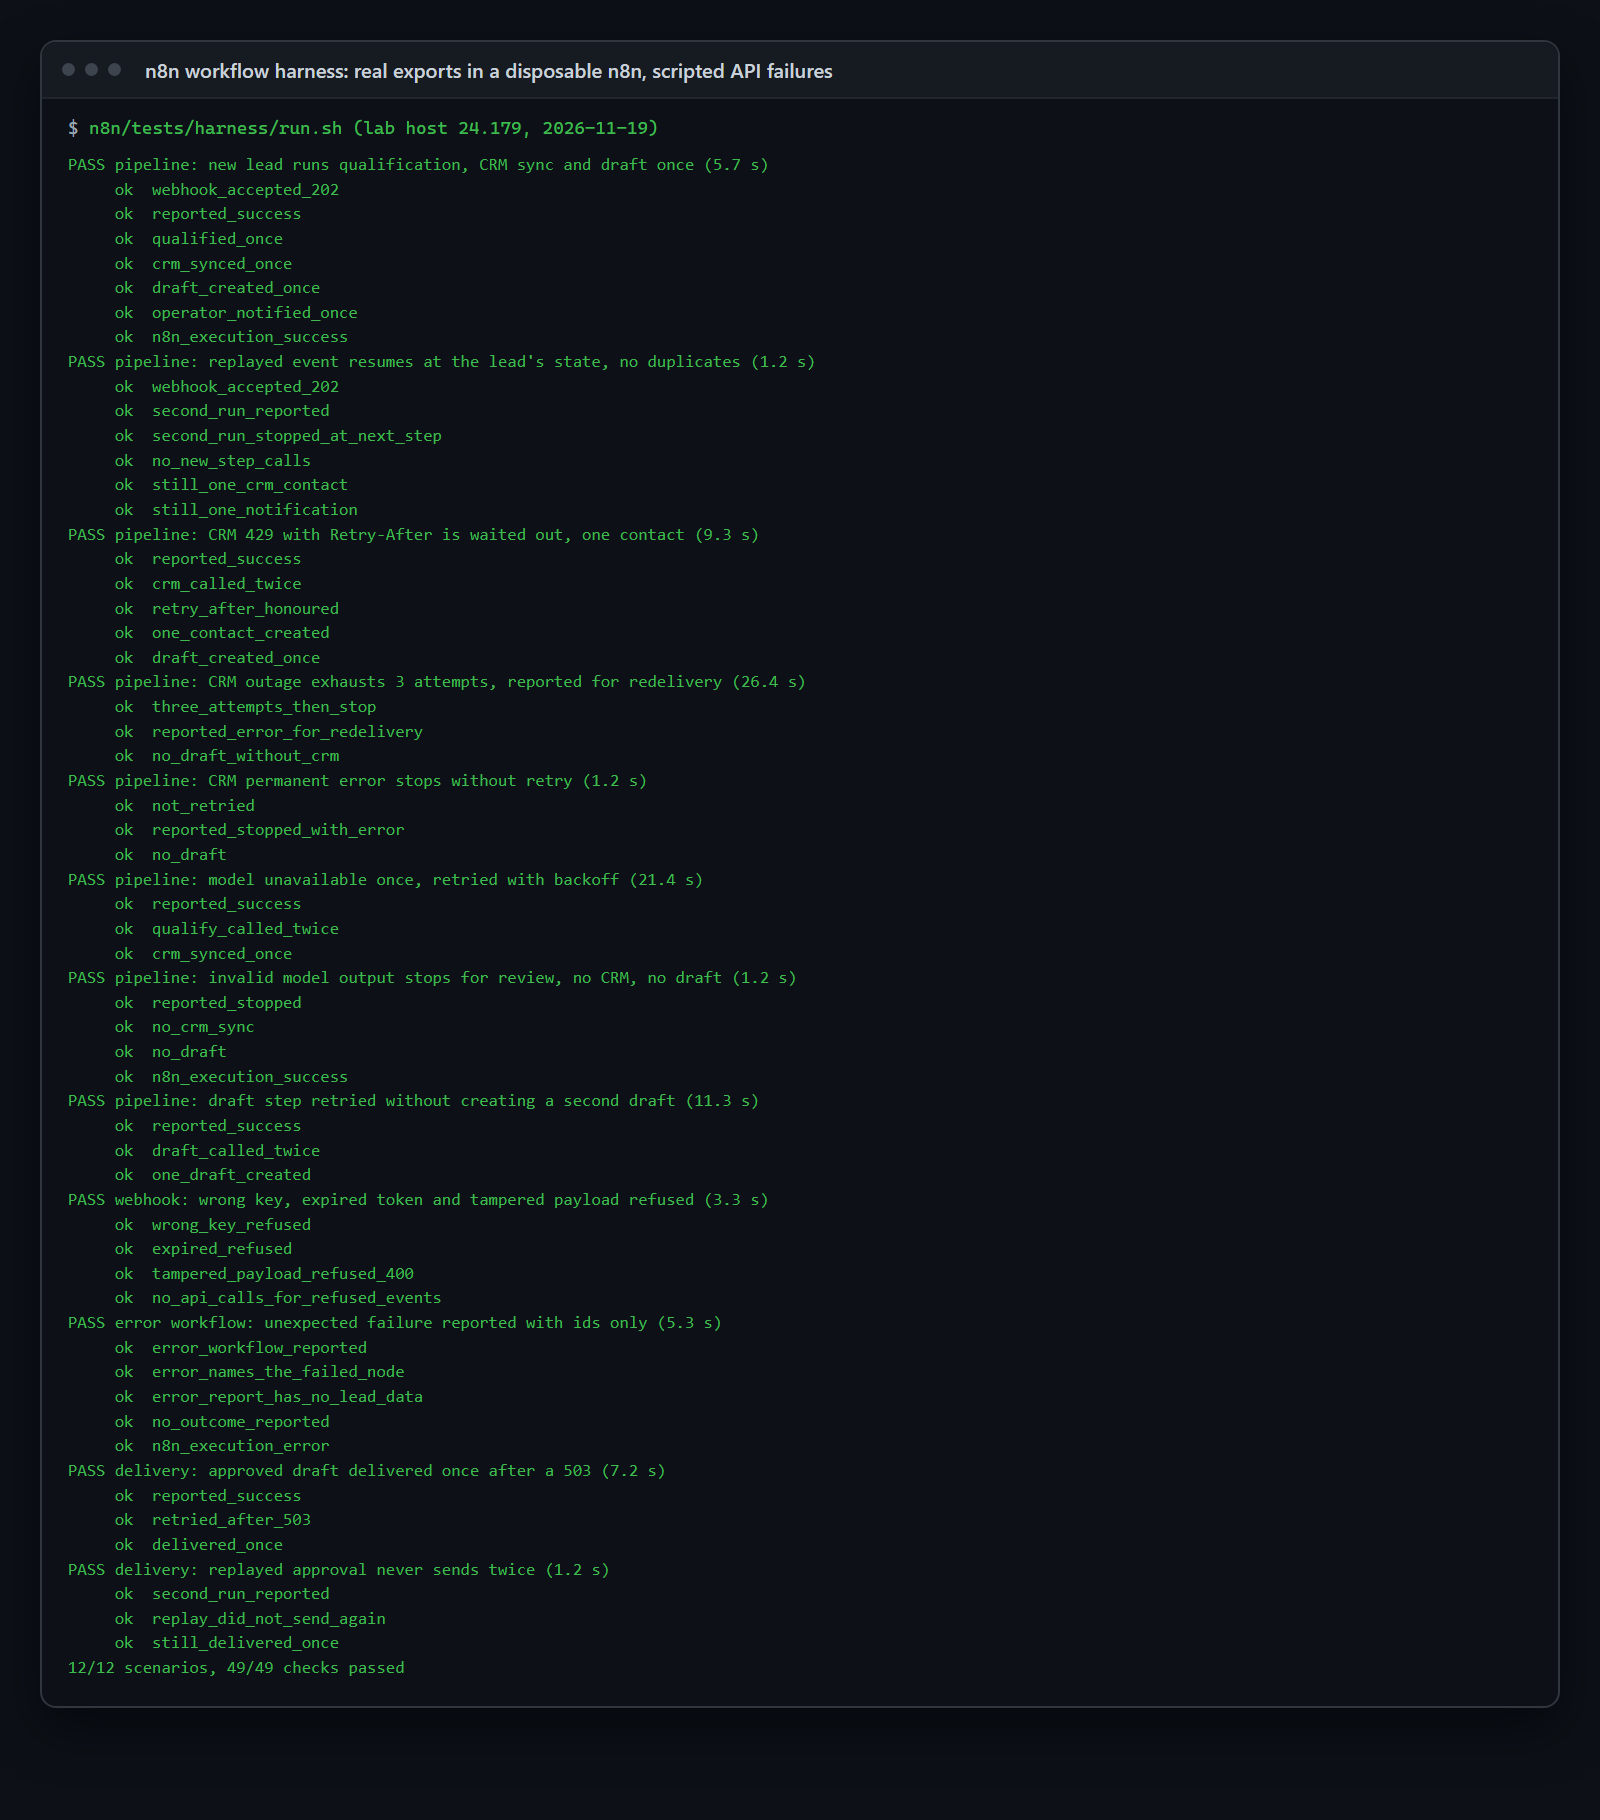 n8n workflow harness: real exports in a disposable n8n, scripted API failures
$ n8n/tests/harness/run.sh (lab host 24.179, 2026-11-19)
PASS pipeline: new lead runs qualification, CRM sync and draft once (5.7 s)
ok webhook_accepted_202
ok reported_success
ok qualified_once
ok crm_synced_once
ok draft_created_once
ok operator_notified_once
ok n8n_execution_success
PASS pipeline: replayed event resumes at the lead's state, no duplicates (1.2 s)
ok webhook_accepted_202
ok second_run_reported
ok second_run_stopped_at_next_step
ok no_new_step_calls
ok still_one_crm_contact
ok still_one_notification
PASS pipeline: CRM 429 with Retry-After is waited out, one contact (9.3 s)
ok reported_success
ok crm_called_twice
ok retry_after_honoured
ok one_contact_created
ok draft_created_once
PASS pipeline: CRM outage exhausts 3 attempts, reported for redelivery (26.4 s)
ok three_attempts_then_stop
ok reported_error_for_redelivery
ok no_draft_without_crm
PASS pipeline: CRM permanent error stops without retry (1.2 s)
ok not_retried
ok reported_stopped_with_error
ok no_draft
PASS pipeline: model unavailable once, retried with backoff (21.4 s)
ok reported_success
ok qualify_called_twice
ok crm_synced_once
PASS pipeline: invalid model output stops for review, no CRM, no draft (1.2 s)
ok reported_stopped
ok no_crm_sync
ok no_draft
ok n8n_execution_success
PASS pipeline: draft step retried without creating a second draft (11.3 s)
ok reported_success
ok draft_called_twice
ok one_draft_created
PASS webhook: wrong key, expired token and tampered payload refused (3.3 s)
ok wrong_key_refused
ok expired_refused
ok tampered_payload_refused_400
ok no_api_calls_for_refused_events
PASS error workflow: unexpected failure reported with ids only (5.3 s)
ok error_workflow_reported
ok error_names_the_failed_node
ok error_report_has_no_lead_data
ok no_outcome_reported
ok n8n_execution_error
PASS delivery: approved draft delivered once after a 503 (7.2 s)
ok reported_success
ok retried_after_503
ok delivered_once
PASS delivery: replayed approval never sends twice (1.2 s)
ok second_run_reported
ok replay_did_not_send_again
ok still_delivered_once
12/12 scenarios, 49/49 checks passed